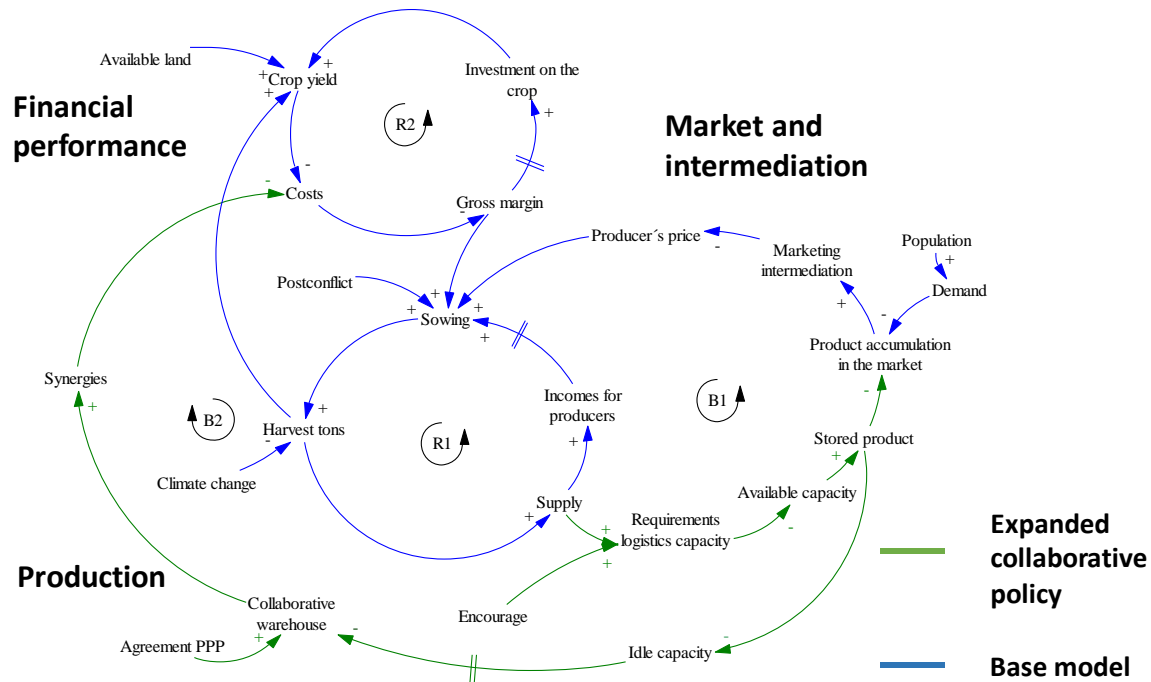 Available land
Crop yield
Investment on the
crop
Financial
performance
R2
Market and
intermediation
Costs
Gross margin
Producer´s price
Marketing
intermediation
Population
Demand
Postconflict
Sowing
Product accumulation
in the market
Synergies
B2
Harvest tons
R1
Incomes for
producers
B1
Stored product
Climate change
Supply
Available capacity
Requirements
logistics capacity
Expanded
collaborative
policy
Production
Collaborative
warehouse
Encourage
Agreement PPP
Idle capacity
Base model
+
+
+
+
-
-
-
-
+
+
+
+
+
-
+
+
-
+
+
-
+
-
+
+
+
+
-
+
-
-
+